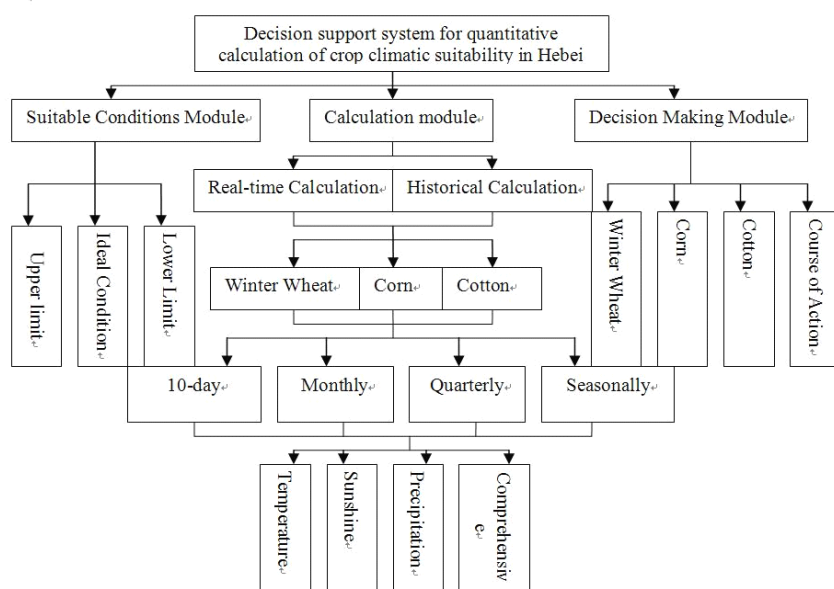 Decision support system for quantitative
calculation of crop climatic suitability in Hebei
Suitable Conditions Module
Calculation module
Decision Making Module
Real-time Calculation
Historical Calculation
Upper limit
Ideal Condition
Lower Limit
Winter Wheat
Corn
Cotton
Winter Wheat
Corn
Cotton
Course of Action
10-day
Monthly
Quarterly
Seasonally
Temperature
Sunshine
Precipitation
Comprehensiv
e